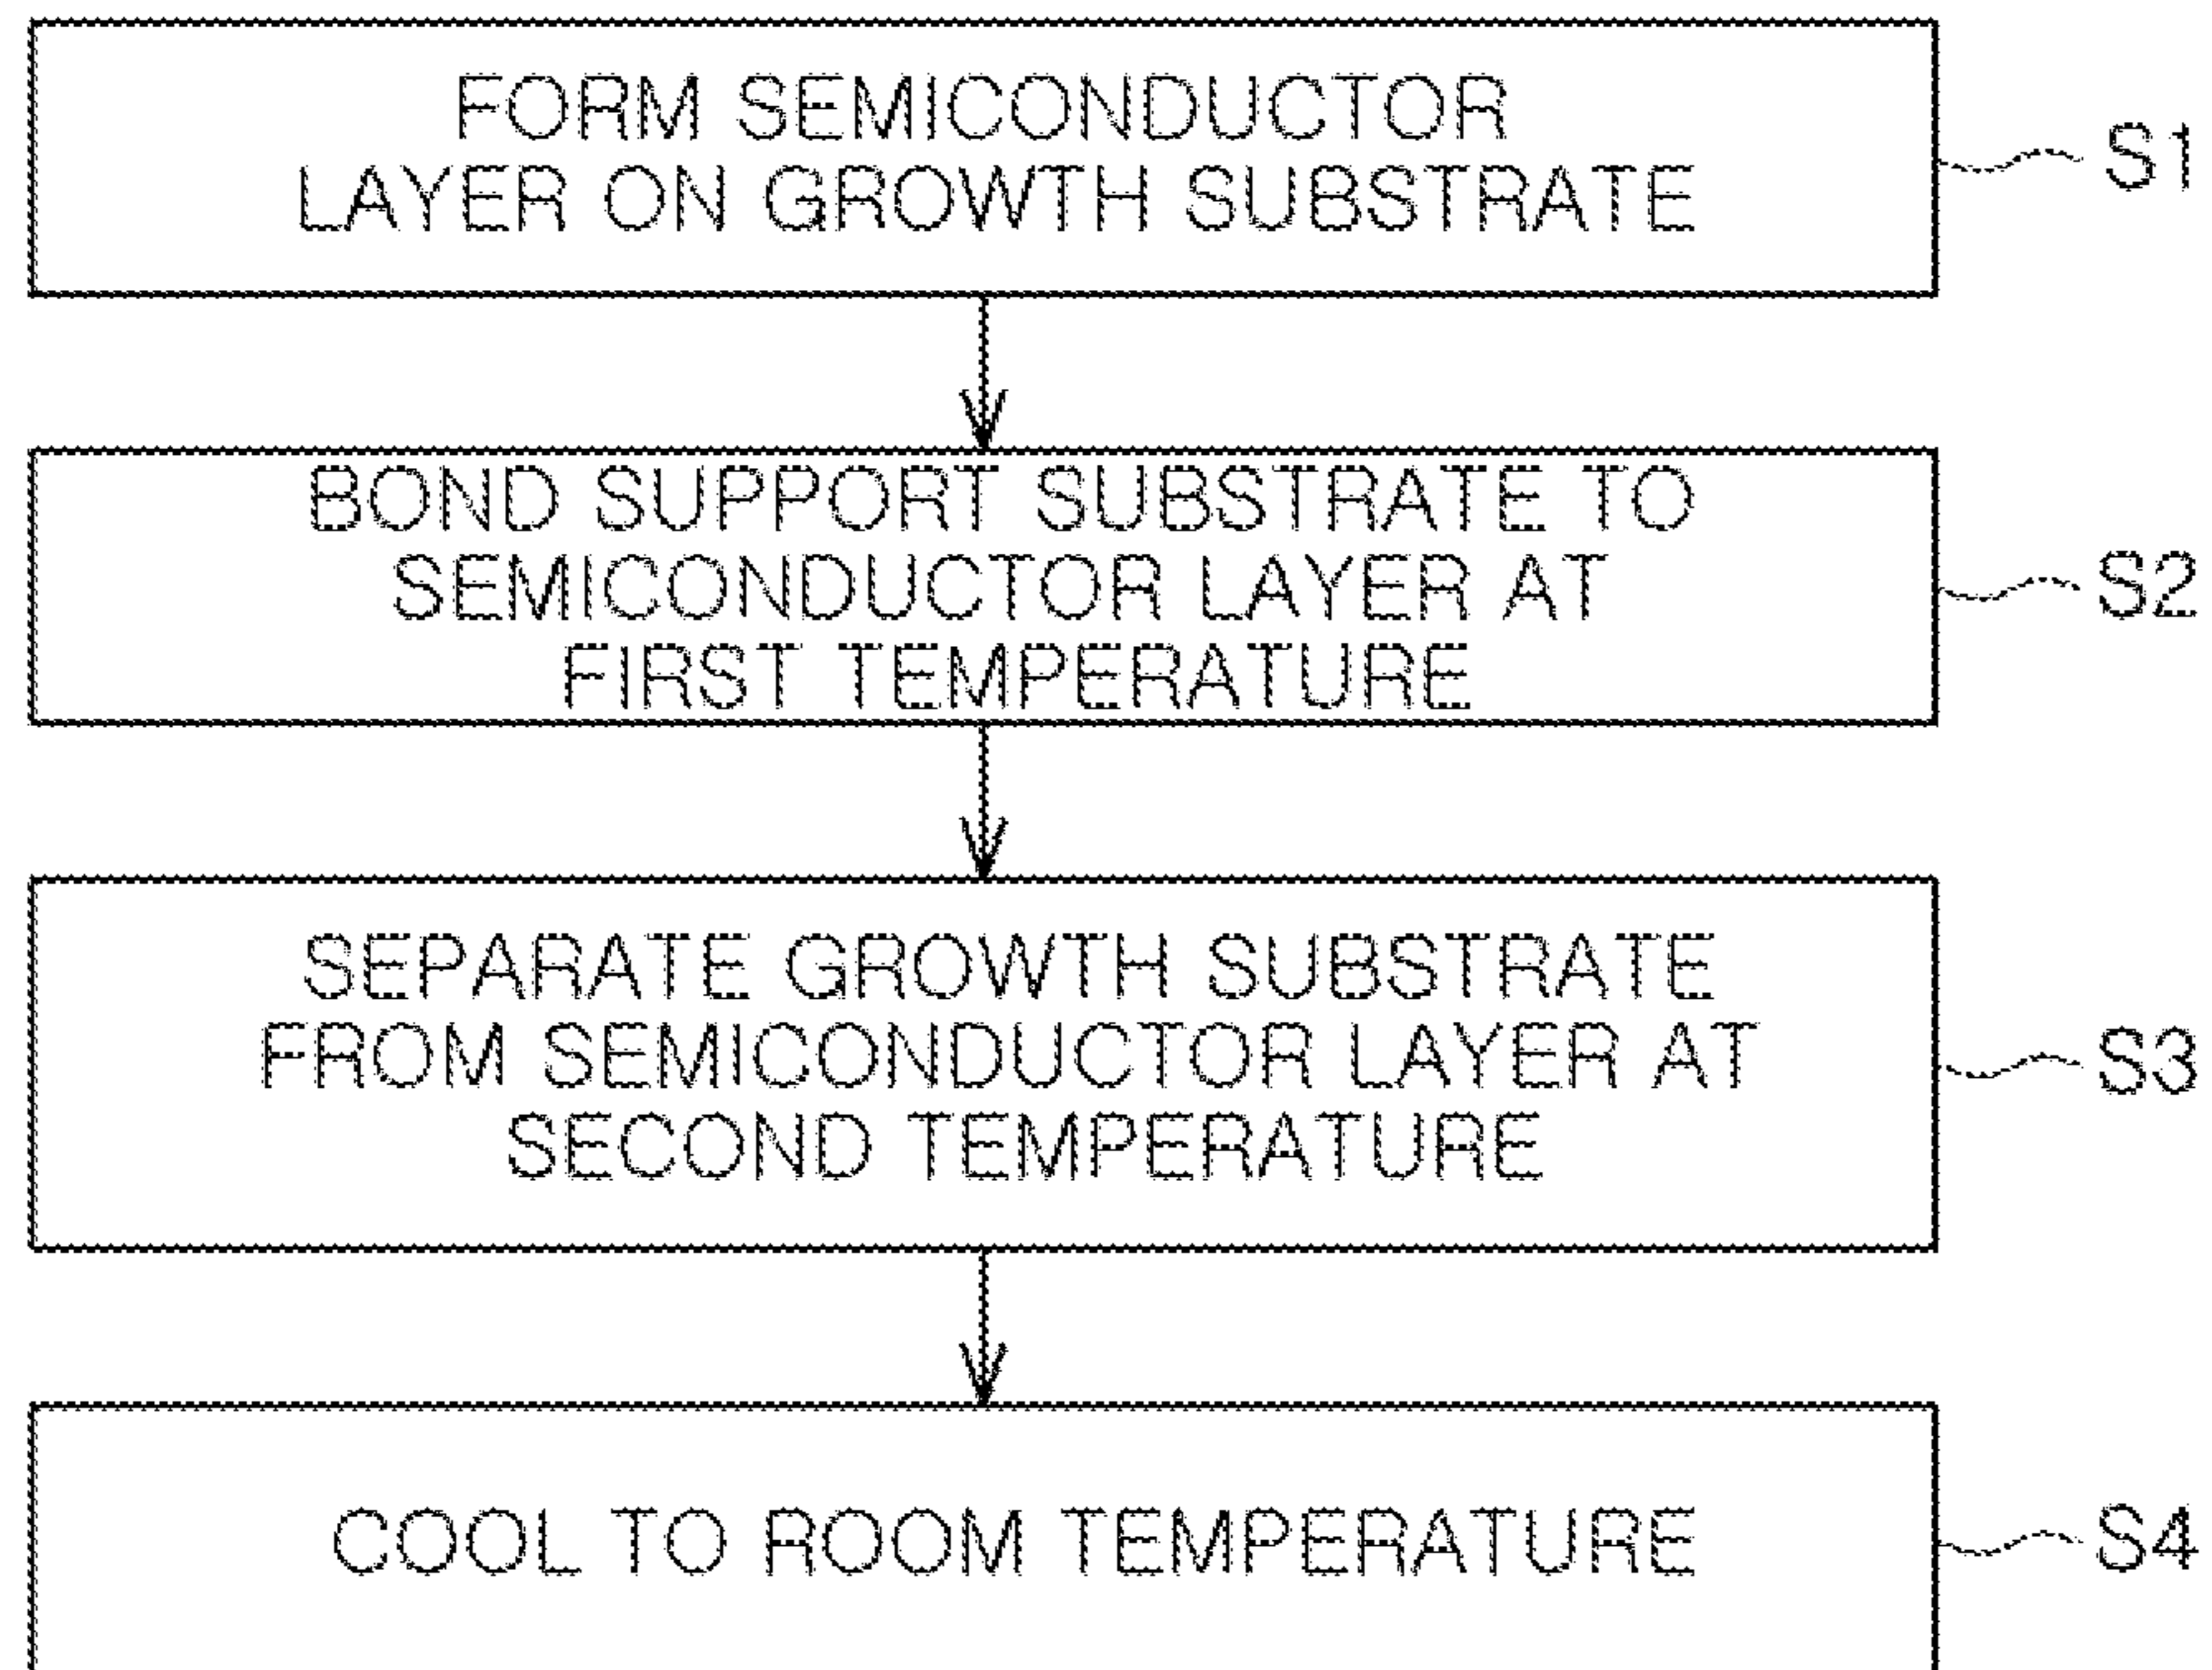 FORM SEMICONDUCTOR
LAYER ON GROWTH SUBSTRATE
S1
BOND SUPPORT SUBSTRATE TO
SEMICONDUCTOR LAYER AT
FIRST TEMPERATURE
S2
SEPARATE GROWTH SUBSTRATE
FROM SEMICONDUCTOR LAYER AT
SECOND TEMPERATURE
S3
COOL TO ROOM TEMPERATURE
S4